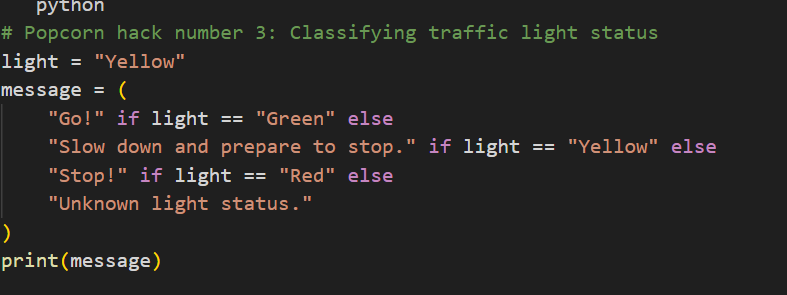 python
# Popcorn hack number 3: Classifying traffic light status
light = "Yellow"
message = (
    "Go!" if light == "Green" else
    "Slow down and prepare to stop." if light == "Yellow" else
    "Stop!" if light == "Red" else
    "Unknown light status."
)
print(message)